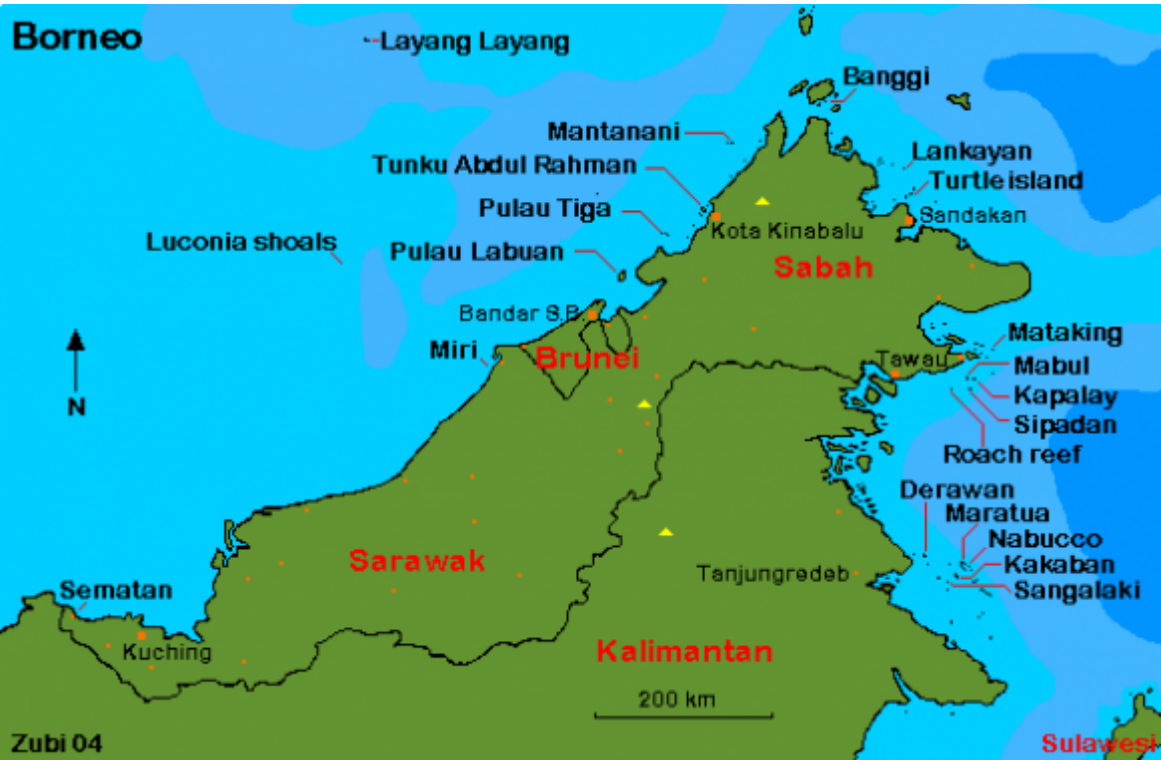 Borneo
Layang Layang
Banggi
Mantanani
Lankayan
Tunku Abdul Rahman
Turtle island
Pulau Tiga
Sandakan
Kota Kinabalu
Luconia shoals
Pulau Labuan
Sabah
Bandar S.B.
Mataking
Miri
Brunei
Tawau
Mabul
Kapalay
N
Sipadan
Roach reef
Derawan
Maratua
Nabucco
Sarawak
Kakaban
Tanjungredeb
Sangalaki
Sematan
Kuching
Kalimantan
200 km
Zubi 04
Sulawesi